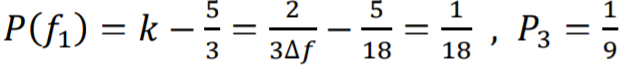 P(f₁) = k − 5/3 = 2/(3Δf) − 5/18 = 1/18 , P₃ = 1/9